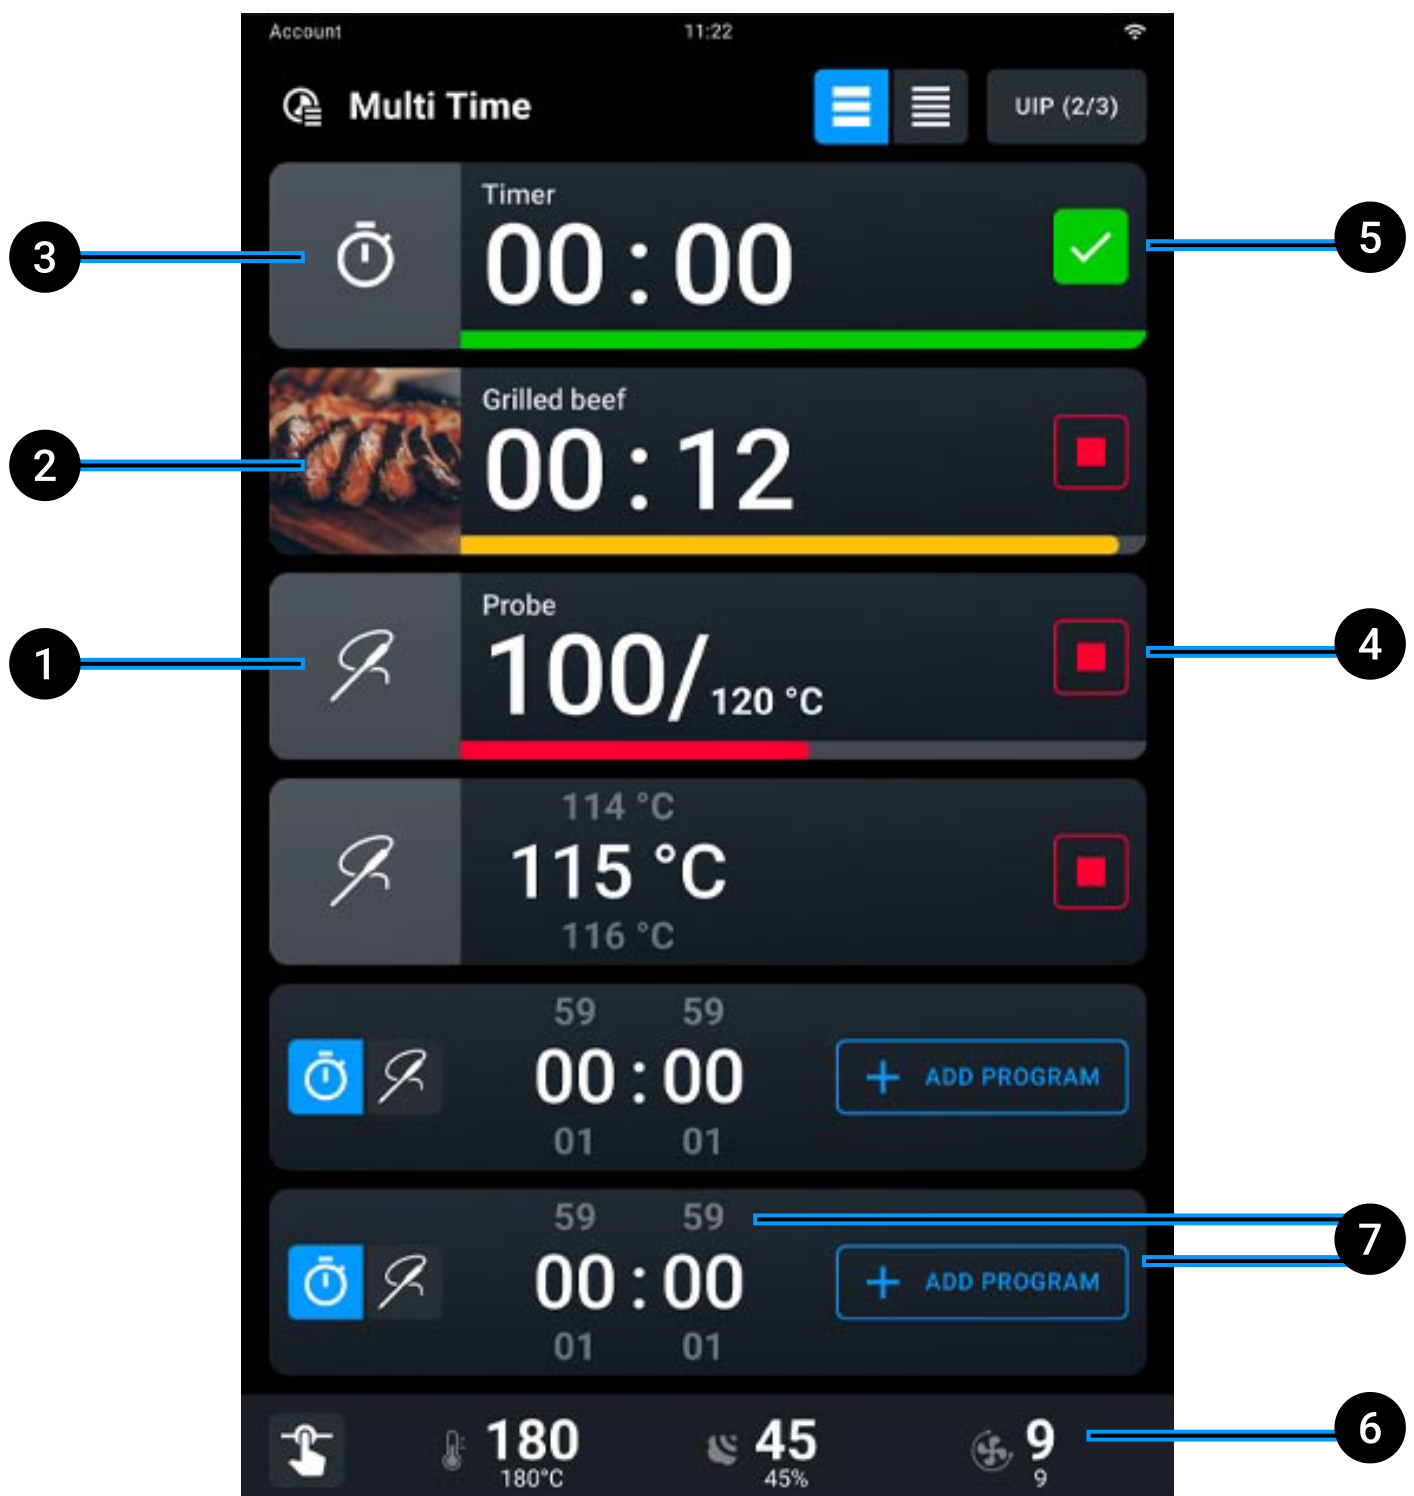 Account 11:22
Multi Time UIP (2/3)
Timer
00 : 00
3
5
Grilled beef
00 : 12
2
Probe
100/ 120 °C
1
4
114 °C
115 °C
116 °C
59 59
00 : 00
+ ADD PROGRAM
01 01
59 59
00 : 00
+ ADD PROGRAM
01 01
7
180 45 9
180°C 45% 9
6